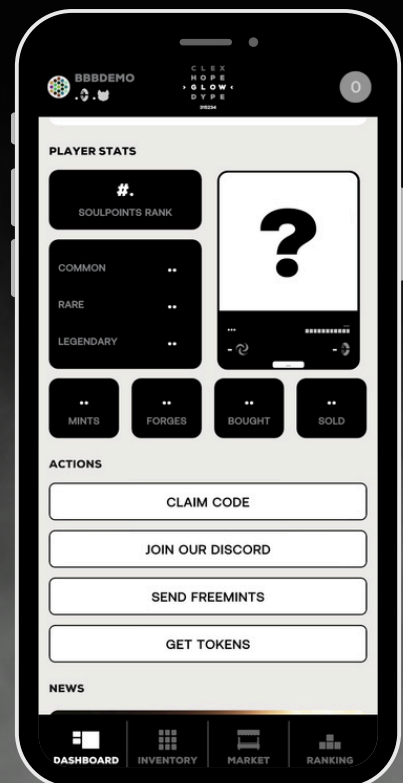 BBBDEMO
CLEX
HOPE
› GLOW ‹
DYPE
315234
0
PLAYER STATS
#.
SOULPOINTS RANK
?
COMMON ..
RARE ..
LEGENDARY ..
...
-
-
..
MINTS
..
FORGES
..
BOUGHT
..
SOLD
ACTIONS
CLAIM CODE
JOIN OUR DISCORD
SEND FREEMINTS
GET TOKENS
NEWS
DASHBOARD
INVENTORY
MARKET
RANKING